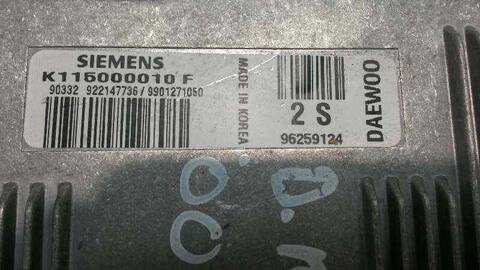 SIEMENS
K115000010 F
90332 922147736 / 9901271050
MADE IN KOREA
2 S
96259124
DAEWOO